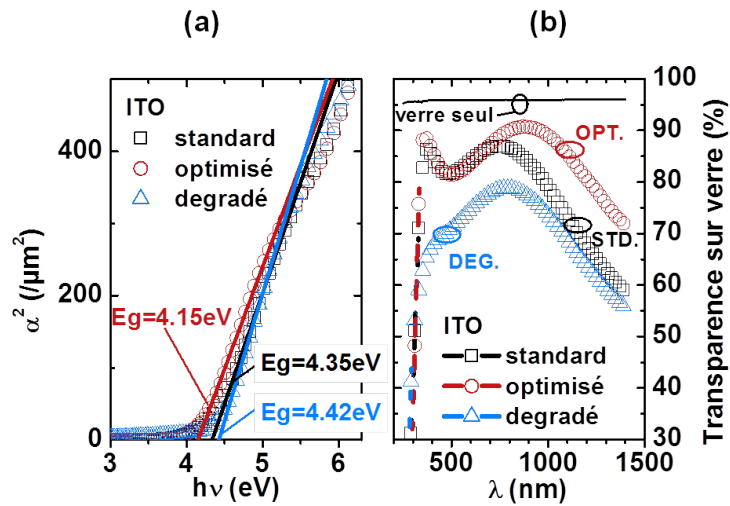 (a)
(b)
ITO
standard
optimisé
degradé
Eg=4.15eV
Eg=4.35eV
Eg=4.42eV
α² (/µm²)
400
200
0
3 4 5 6
hν (eV)
verre seul
OPT.
STD.
DEG.
ITO
standard
optimisé
degradé
100
90
80
70
60
50
40
30
Transparence sur verre (%)
500 1000 1500
λ (nm)